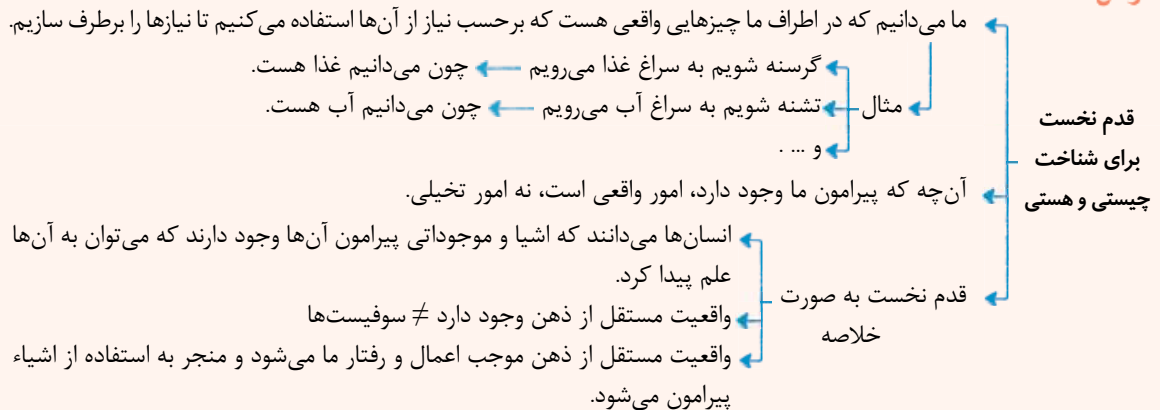 ما می‌دانیم که در اطراف ما چیزهایی واقعی هست که برحسب نیاز از آن‌ها استفاده می‌کنیم تا نیازها را برطرف سازیم.
گرسنه شویم به سراغ غذا می‌رویم چون می‌دانیم غذا هست.
مثال
تشنه شویم به سراغ آب می‌رویم چون می‌دانیم آب هست.
و ... .
قدم نخست
برای شناخت
چیستی و هستی
آن‌چه که پیرامون ما وجود دارد، امور واقعی است، نه امور تخیلی.
قدم نخست به صورت
خلاصه
انسان‌ها می‌دانند که اشیا و موجوداتی پیرامون آن‌ها وجود دارند که می‌توان به آن‌ها
علم پیدا کرد.
واقعیت مستقل از ذهن وجود دارد ≠ سوفیست‌ها
واقعیت مستقل از ذهن موجب اعمال و رفتار ما می‌شود و منجر به استفاده از اشیاء
پیرامون می‌شود.